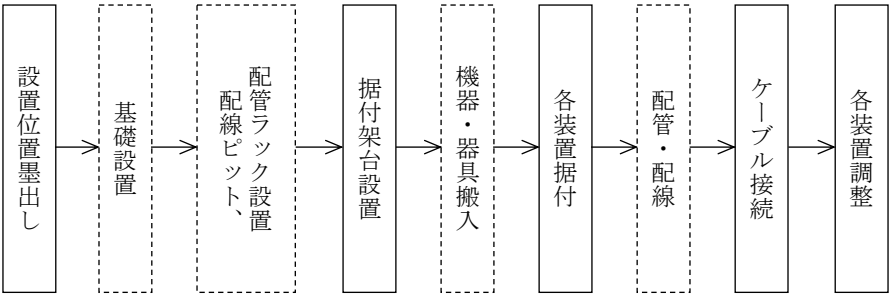 設置位置墨出し
基礎設置
配線ピット、
配管ラック設置
据付架台設置
機器・器具搬入
各装置据付
配管・配線
ケーブル接続
各装置調整